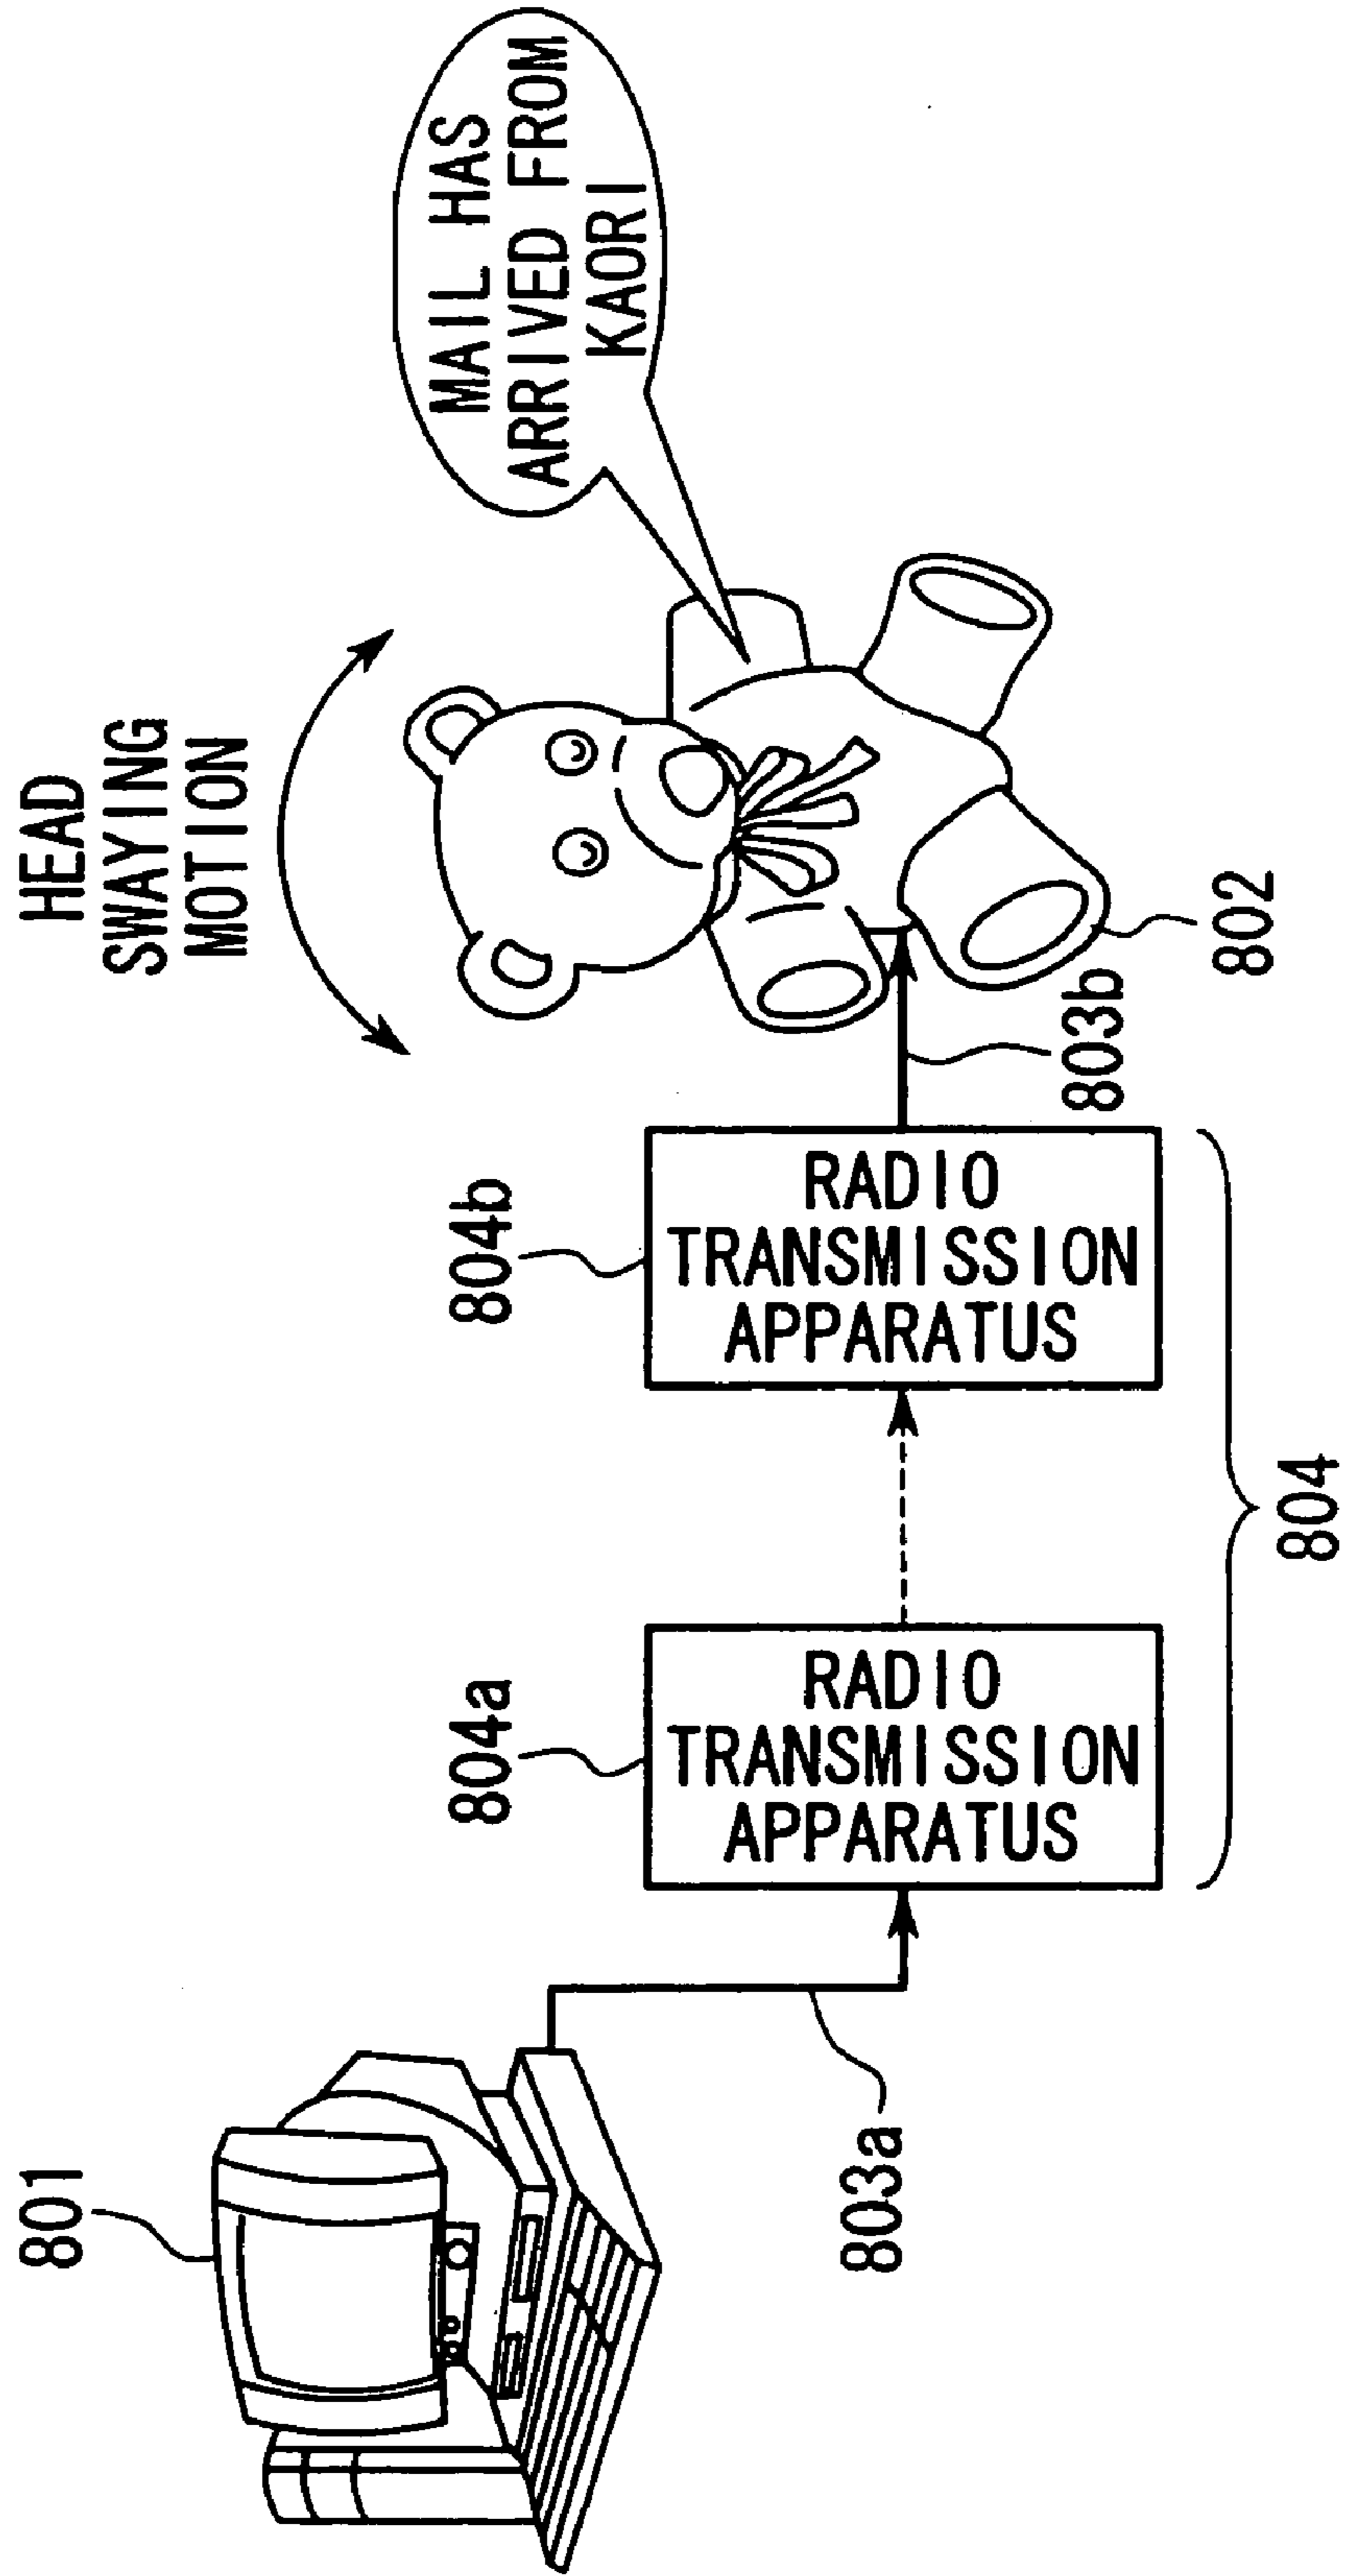 HEAD
SWAYING
MOTION
MAIL HAS
ARRIVED FROM
KAORI
801
804a
804b
RADIO
TRANSMISSION
APPARATUS
RADIO
TRANSMISSION
APPARATUS
803a
803b
802
804